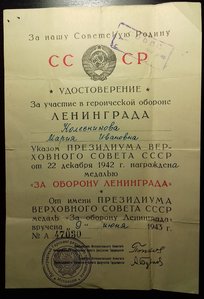 За нашу Советскую Родину
СССР
УДОСТОВЕРЕНИЕ
За участие в героической обороне
ЛЕНИНГРАДА
Мария Ивановна
Указом ПРЕЗИДИУМА ВЕР-
ХОВНОГО СОВЕТА СССР
от 22 декабря 1942 г. награждена
медалью
«ЗА ОБОРОНУ ЛЕНИНГРАДА»
От имени ПРЕЗИДИУМА
ВЕРХОВНОГО СОВЕТА СССР
медаль «За оборону Ленинграда»
вручена 9 июня 1943 г.
№ А 47030